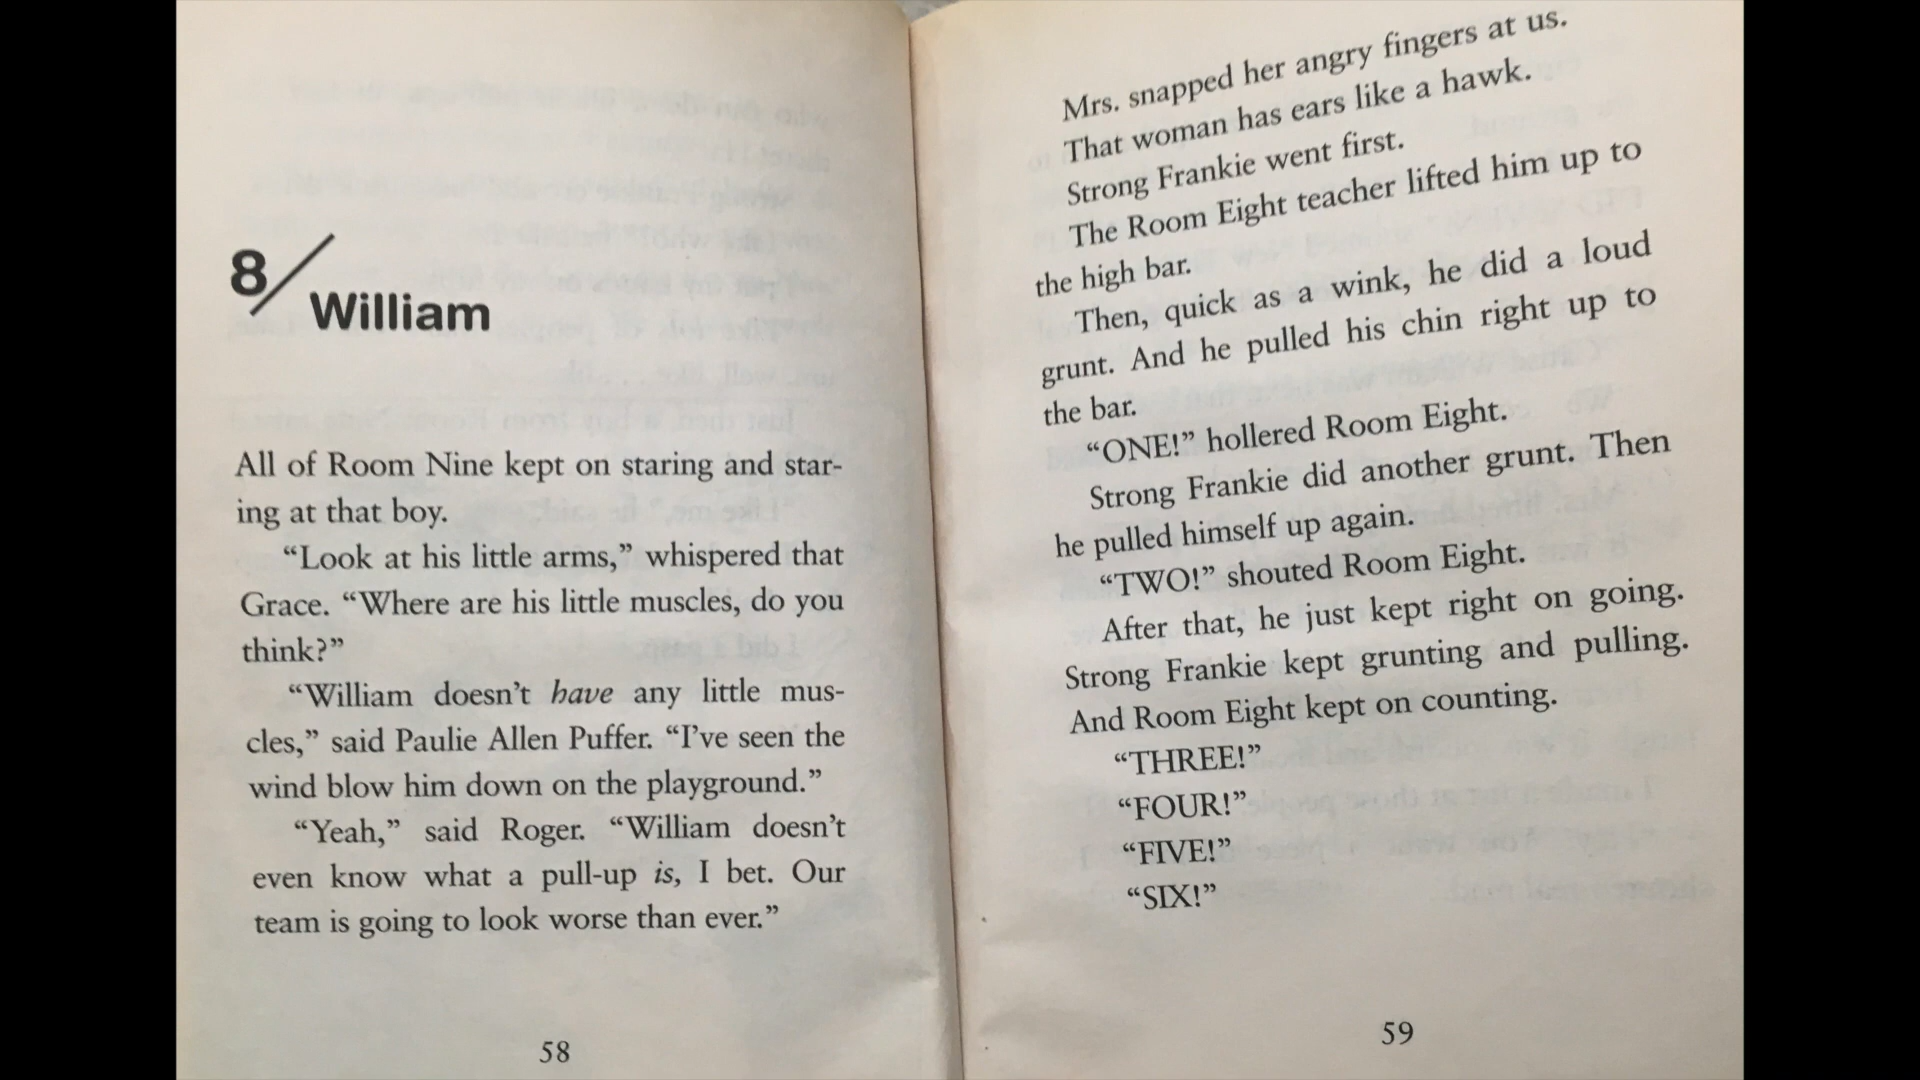 8/
William
All of Room Nine kept on staring and star-
ing at that boy.
“Look at his little arms,” whispered that
Grace. “Where are his little muscles, do you
think?”
“William doesn’t have any little mus-
cles,” said Paulie Allen Puffer. “I’ve seen the
wind blow him down on the playground.”
“Yeah,” said Roger. “William doesn’t
even know what a pull-up is, I bet. Our
team is going to look worse than ever.”
58
Mrs. snapped her angry fingers at us.
That woman has ears like a hawk.
Strong Frankie went first.
The Room Eight teacher lifted him up to
the high bar.
Then, quick as a wink, he did a loud
grunt. And he pulled his chin right up to
the bar.
“ONE!” hollered Room Eight.
Strong Frankie did another grunt. Then
he pulled himself up again.
“TWO!” shouted Room Eight.
After that, he just kept right on going.
Strong Frankie kept grunting and pulling.
And Room Eight kept on counting.
“THREE!”
“FOUR!”
“FIVE!”
“SIX!”
59